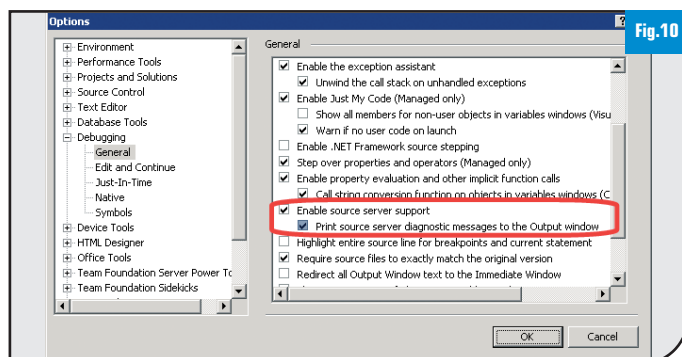 Options
?
Fig.10
Environment
Performance Tools
Projects and Solutions
Source Control
Text Editor
Database Tools
Debugging
General
Edit and Continue
Just-In-Time
Native
Symbols
Device Tools
HTML Designer
Office Tools
Team Foundation Server Power To
Team Foundation Sidekicks
General
Enable the exception assistant
Unwind the call stack on unhandled exceptions
Enable Just My Code (Managed only)
Show all members for non-user objects in variables windows (Visu
Warn if no user code on launch
Enable .NET Framework source stepping
Step over properties and operators (Managed only)
Enable property evaluation and other implicit function calls
Call string conversion function on objects in variables windows (C
Enable source server support
Print source server diagnostic messages to the Output window
Highlight entire source line for breakpoints and current statement
Require source files to exactly match the original version
Redirect all Output Window text to the Immediate Window
OK
Cancel